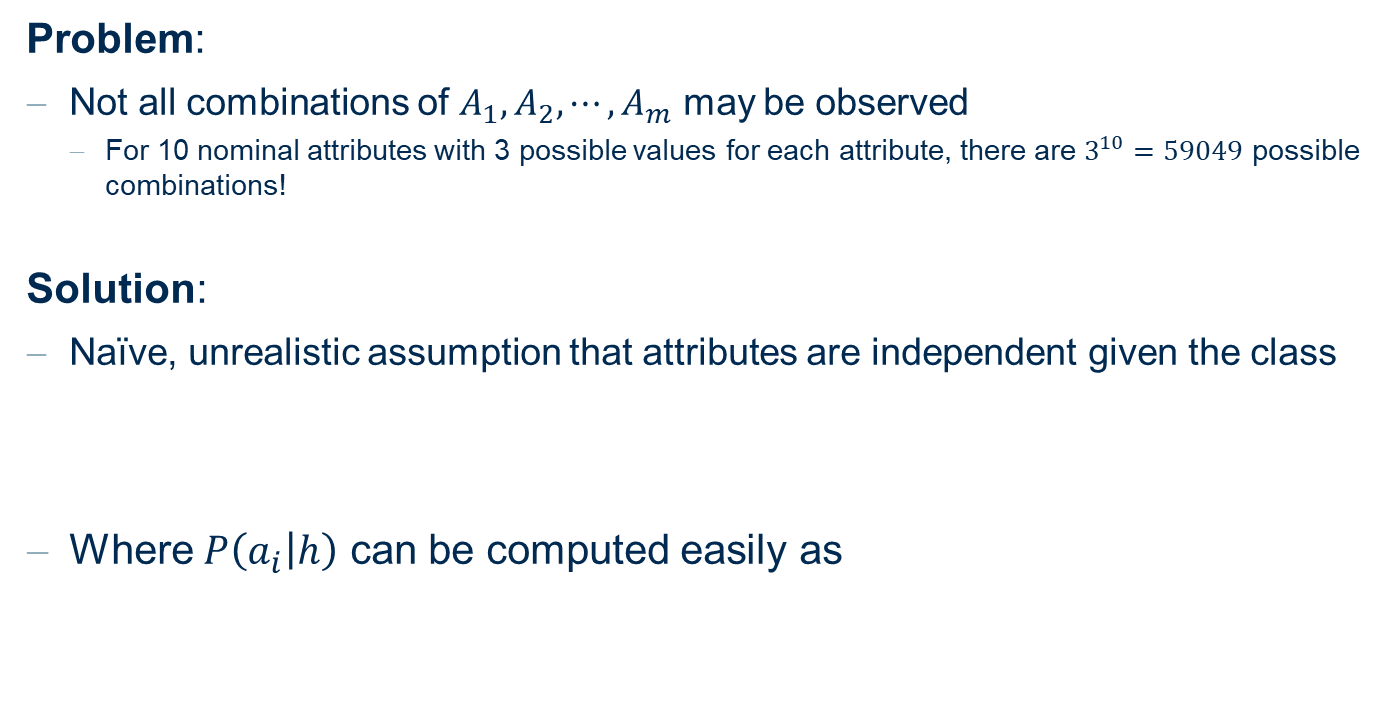 Problem:
– Not all combinations of A₁, A₂, ⋯, Aₘ may be observed
– For 10 nominal attributes with 3 possible values for each attribute, there are 3¹⁰ = 59049 possible
combinations!
Solution:
– Naïve, unrealistic assumption that attributes are independent given the class
– Where P(aᵢ|h) can be computed easily as